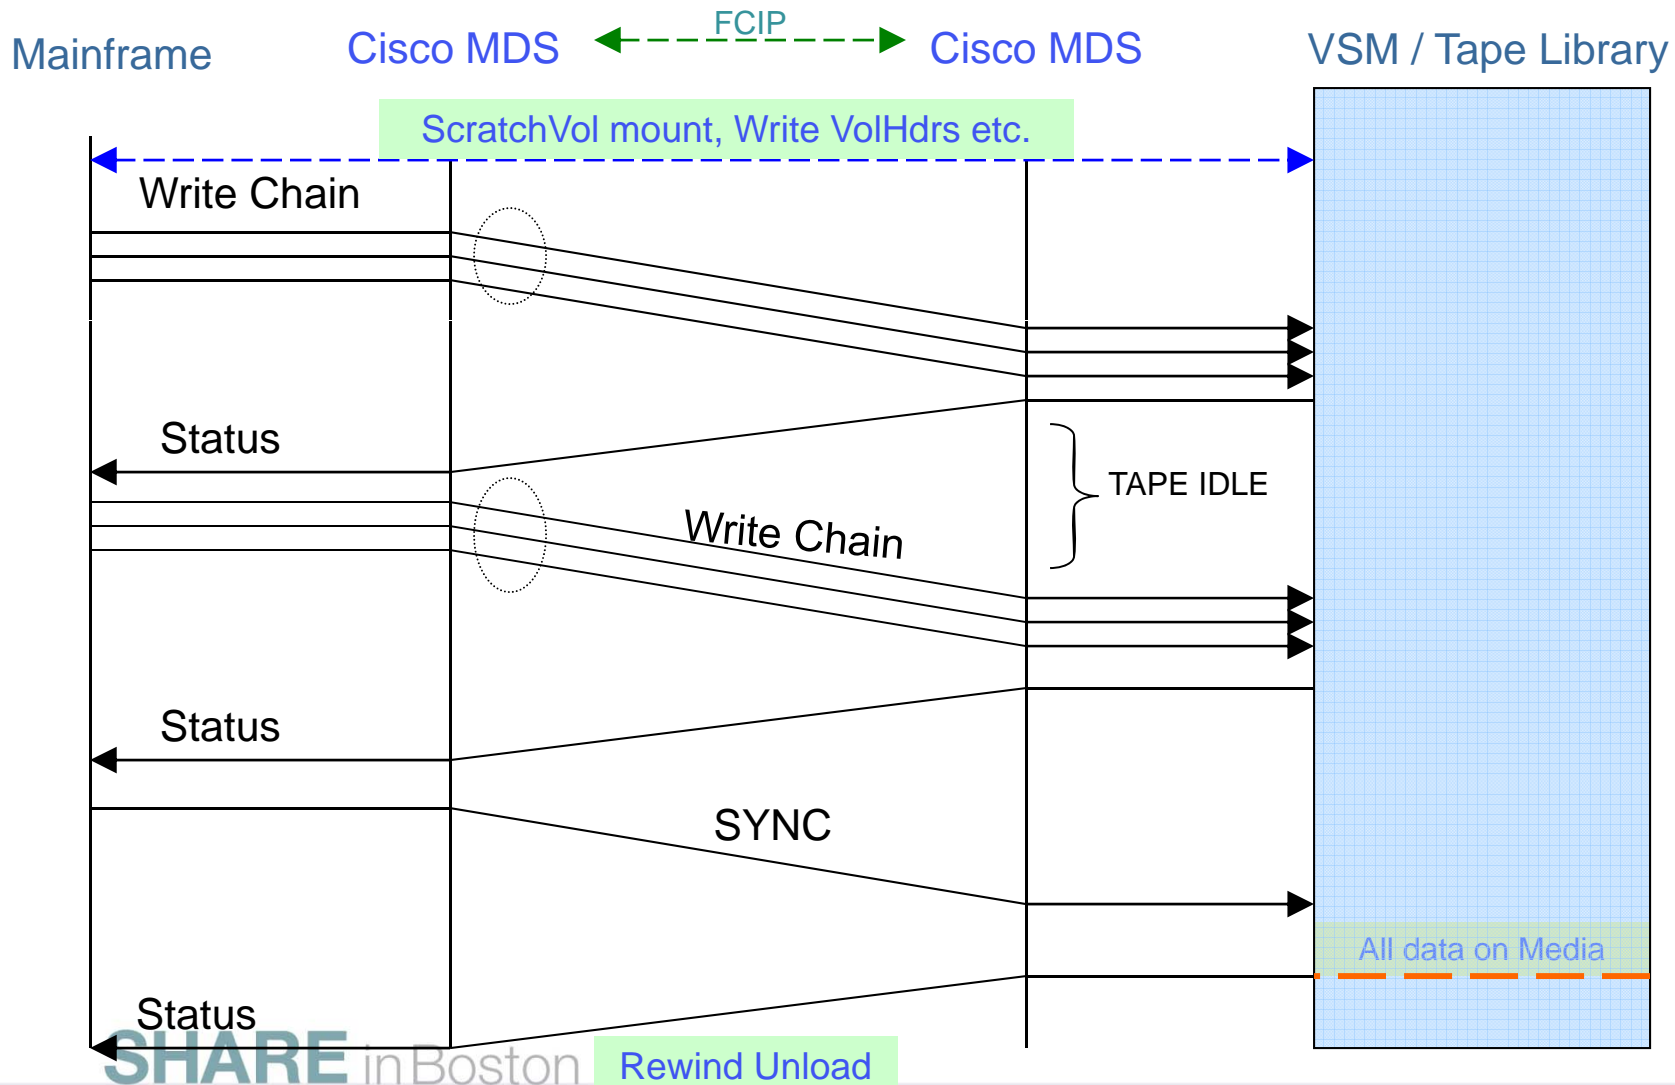 FCIP
Mainframe
Cisco MDS
Cisco MDS
VSM / Tape Library
ScratchVol mount, Write VolHdrs etc.
Write Chain
Status
TAPE IDLE
Write Chain
Status
SYNC
All data on Media
Status
SHARE in Boston
Rewind Unload